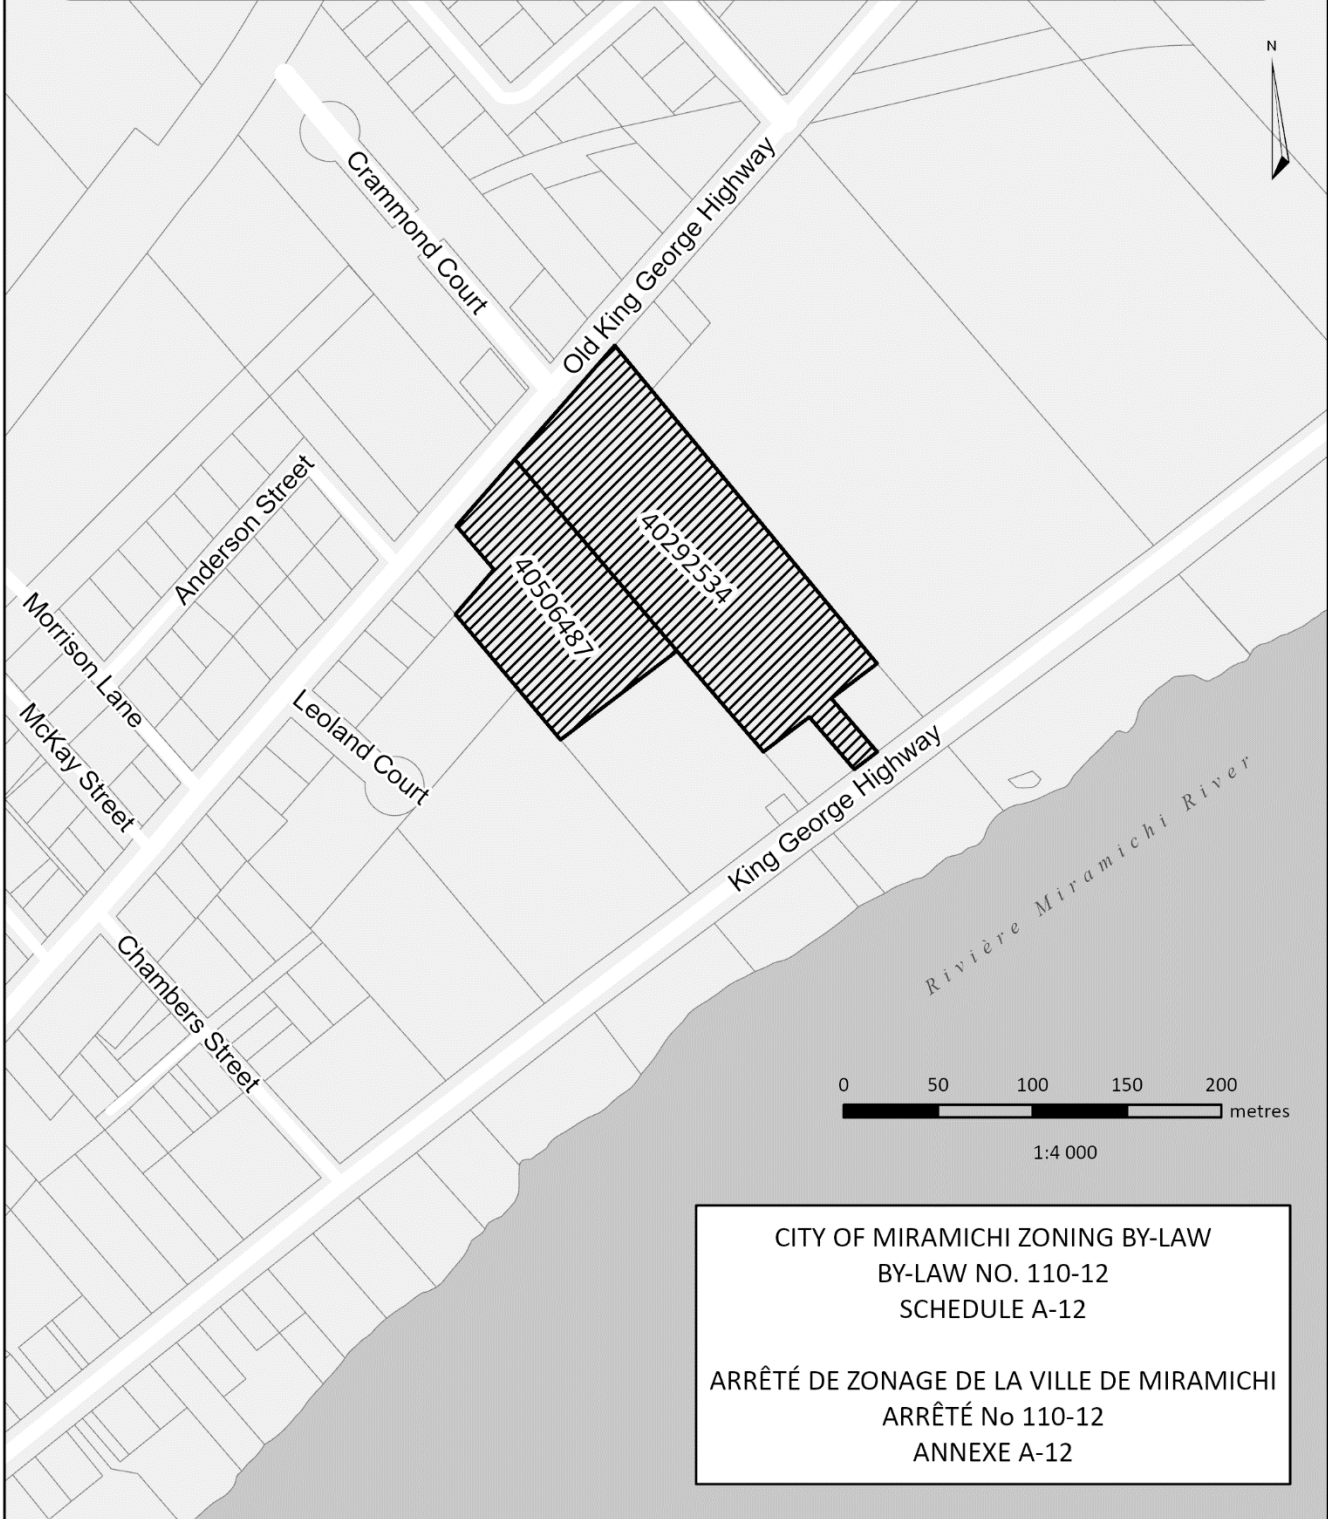 N
Crammond Court
Old King George Highway
Anderson Street
40292534
40506487
Morrison Lane
McKay Street
Leoland Court
King George Highway
Rivière Miramichi River
Chambers Street
0 50 100 150 200
metres
1:4 000
CITY OF MIRAMICHI ZONING BY-LAW
BY-LAW NO. 110-12
SCHEDULE A-12
ARRÊTÉ DE ZONAGE DE LA VILLE DE MIRAMICHI
ARRÊTÉ No 110-12
ANNEXE A-12